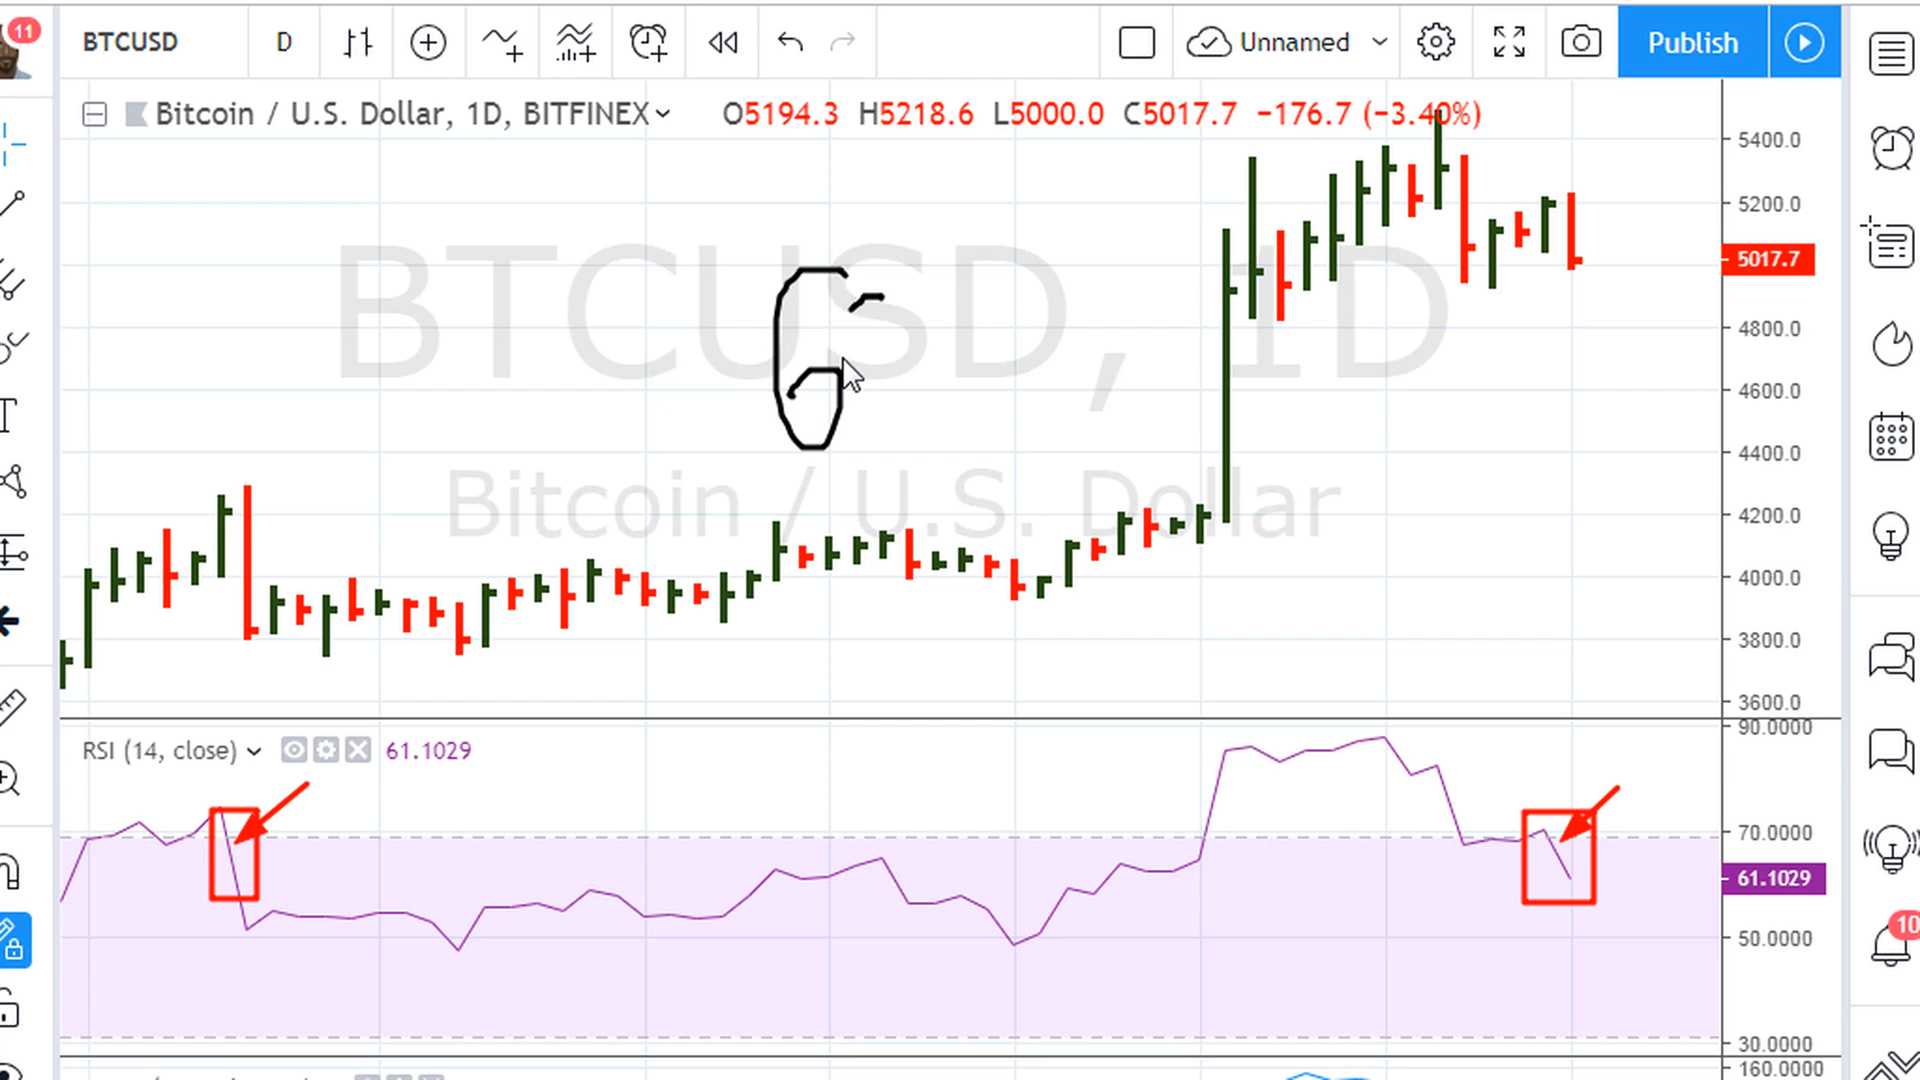 11
BTCUSD
D
Unnamed
Publish
Bitcoin / U.S. Dollar, 1D, BITFINEX
O5194.3 H5218.6 L5000.0 C5017.7 −176.7 (−3.40%)
BTCUSD, 1D
Bitcoin / U.S. Dollar
6
5400.0
5200.0
5017.7
4800.0
4600.0
4400.0
4200.0
4000.0
3800.0
3600.0
RSI (14, close)
61.1029
90.0000
70.0000
61.1029
50.0000
30.0000
160.0000
T
10